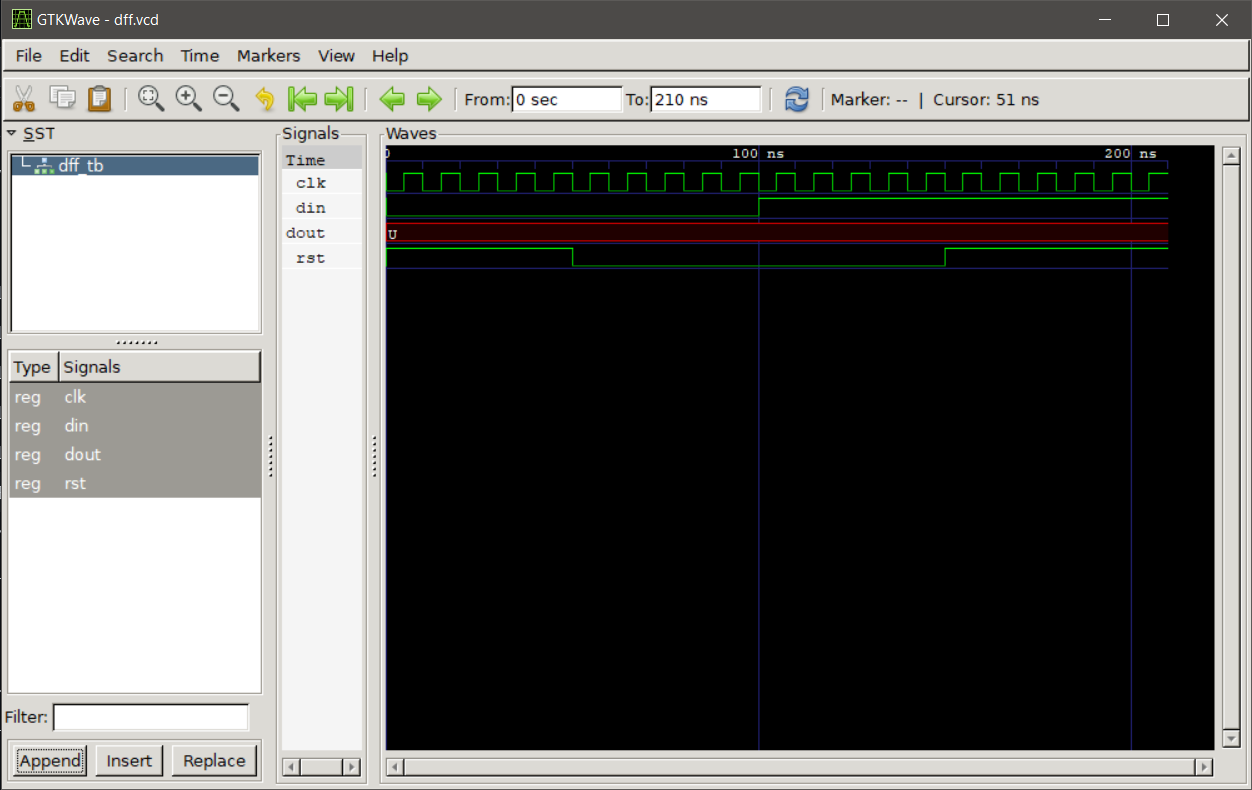 GTKWave - dff.vcd
File Edit Search Time Markers View Help
From: 0 sec To: 210 ns Marker: -- | Cursor: 51 ns
SST
dff_tb
Type Signals
reg clk
reg din
reg dout
reg rst
Filter:
Append Insert Replace
Signals
Time
clk
din
dout
rst
Waves
0 100 ns 200 ns
U